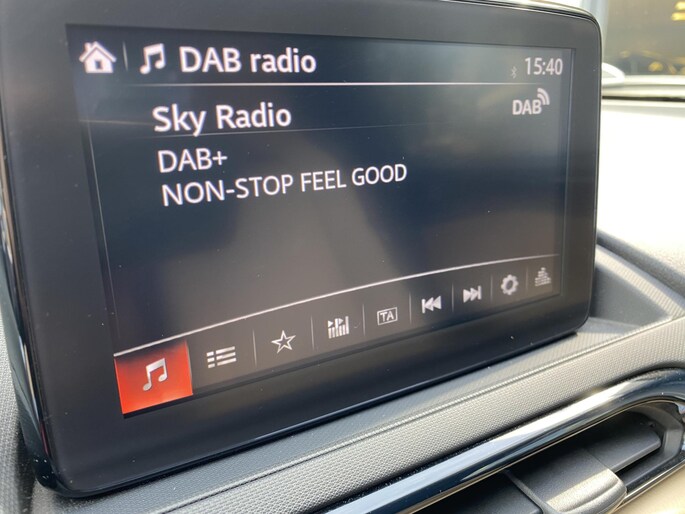 DAB radio 15:40
Sky Radio DAB
DAB+
NON-STOP FEEL GOOD
TA